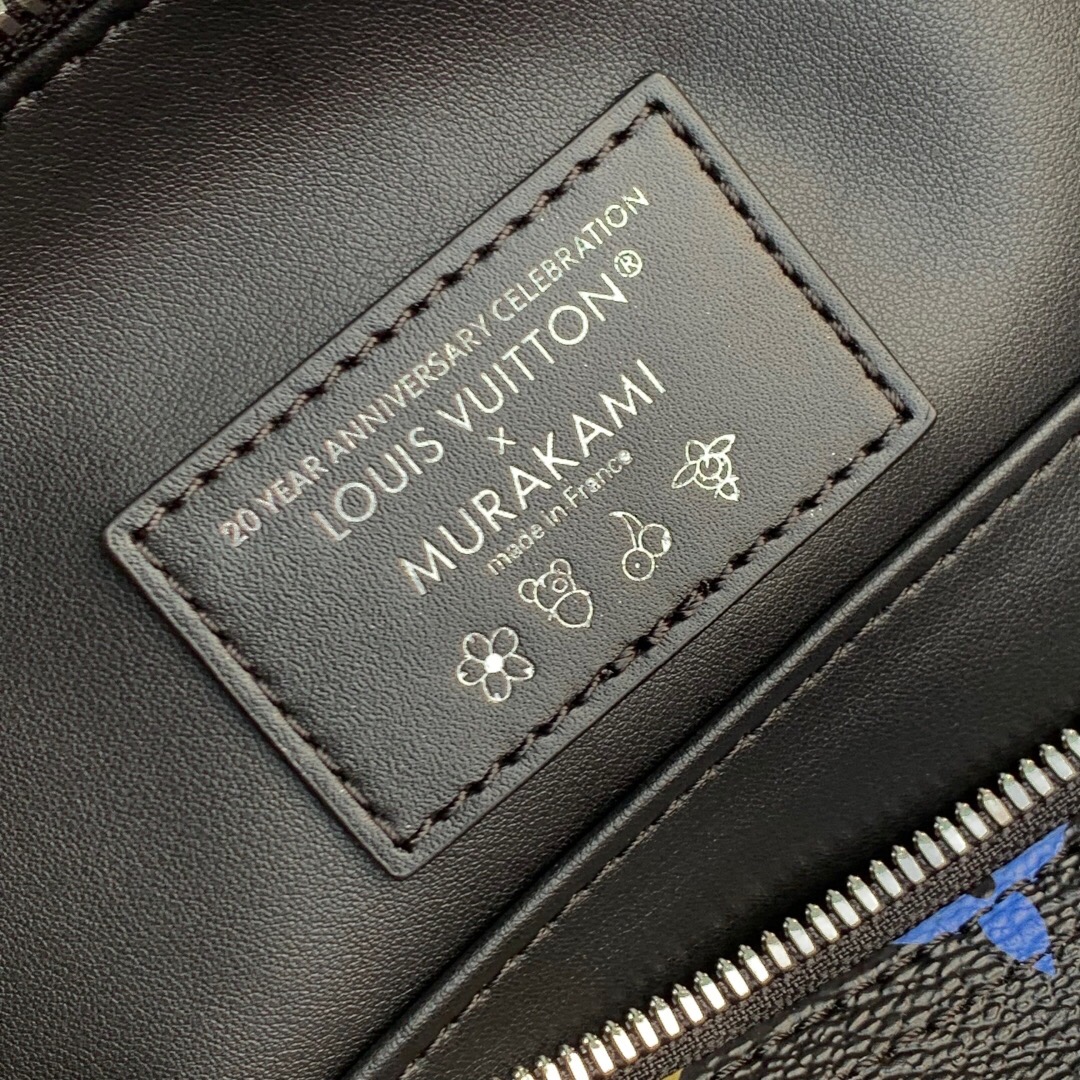 20 YEAR ANNIVERSARY CELEBRATION
LOUIS VUITTON®
×
MURAKAMI
made in France